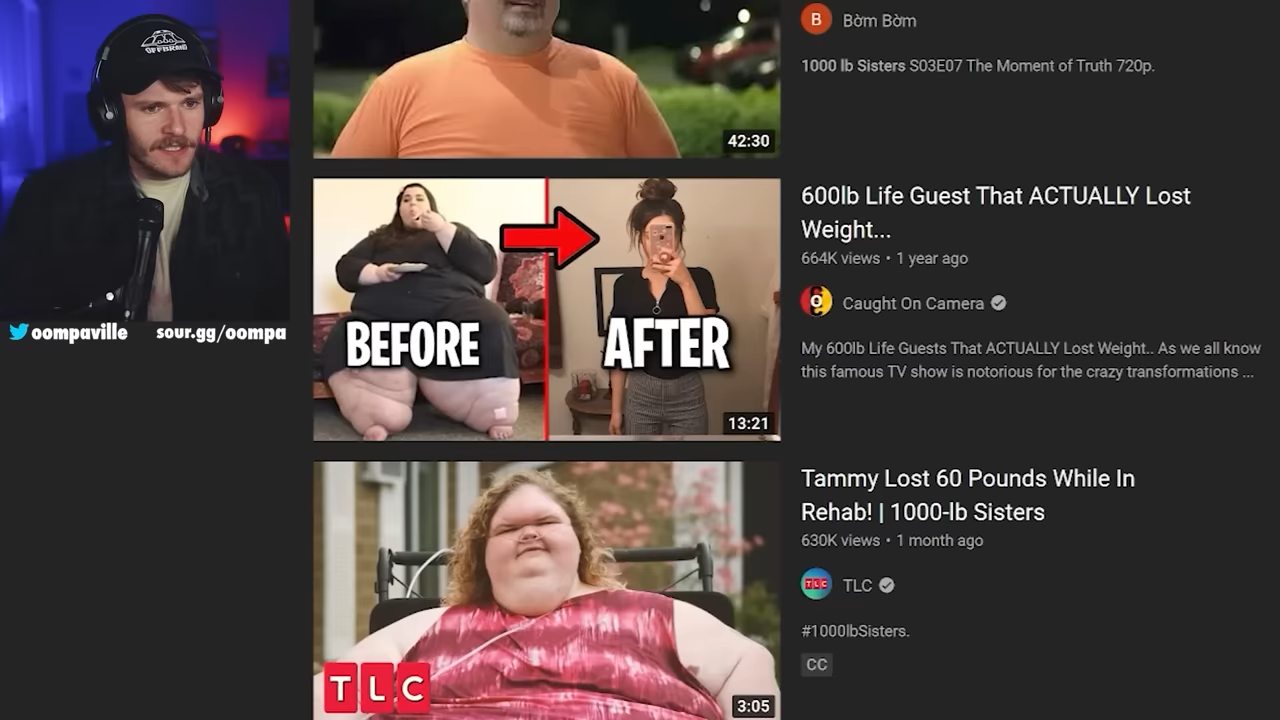 OFFBRAND
oompaville
sour.gg/oompa
42:30
B
Bờm Bờm
1000 lb Sisters S03E07 The Moment of Truth 720p.
BEFORE
AFTER
13:21
600lb Life Guest That ACTUALLY Lost
Weight...
664K views • 1 year ago
Caught On Camera
My 600lb Life Guests That ACTUALLY Lost Weight.. As we all know
this famous TV show is notorious for the crazy transformations ...
TLC
3:05
Tammy Lost 60 Pounds While In
Rehab! | 1000-lb Sisters
630K views • 1 month ago
TLC
TLC
#1000lbSisters.
CC